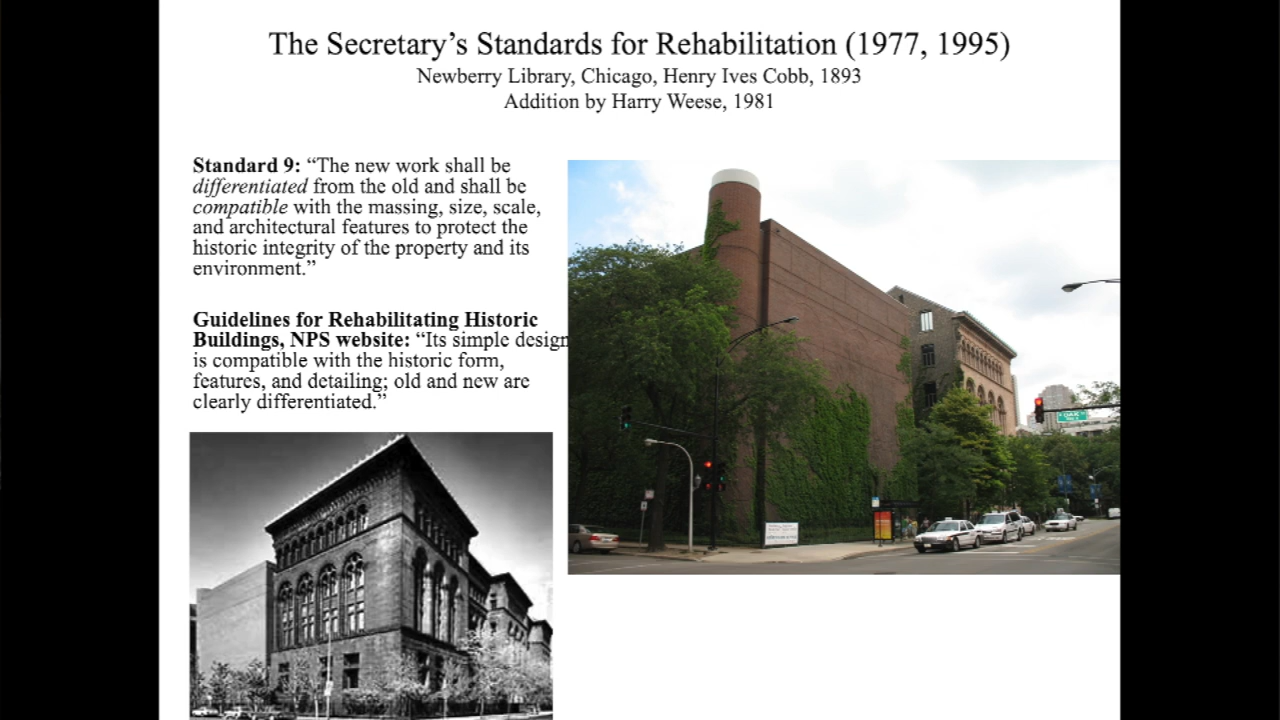 The Secretary’s Standards for Rehabilitation (1977, 1995)
Newberry Library, Chicago, Henry Ives Cobb, 1893
Addition by Harry Weese, 1981
Standard 9: “The new work shall be
differentiated from the old and shall be
compatible with the massing, size, scale,
and architectural features to protect the
historic integrity of the property and its
environment.”
Guidelines for Rehabilitating Historic
Buildings, NPS website: “Its simple design
is compatible with the historic form,
features, and detailing; old and new are
clearly differentiated.”
OAK